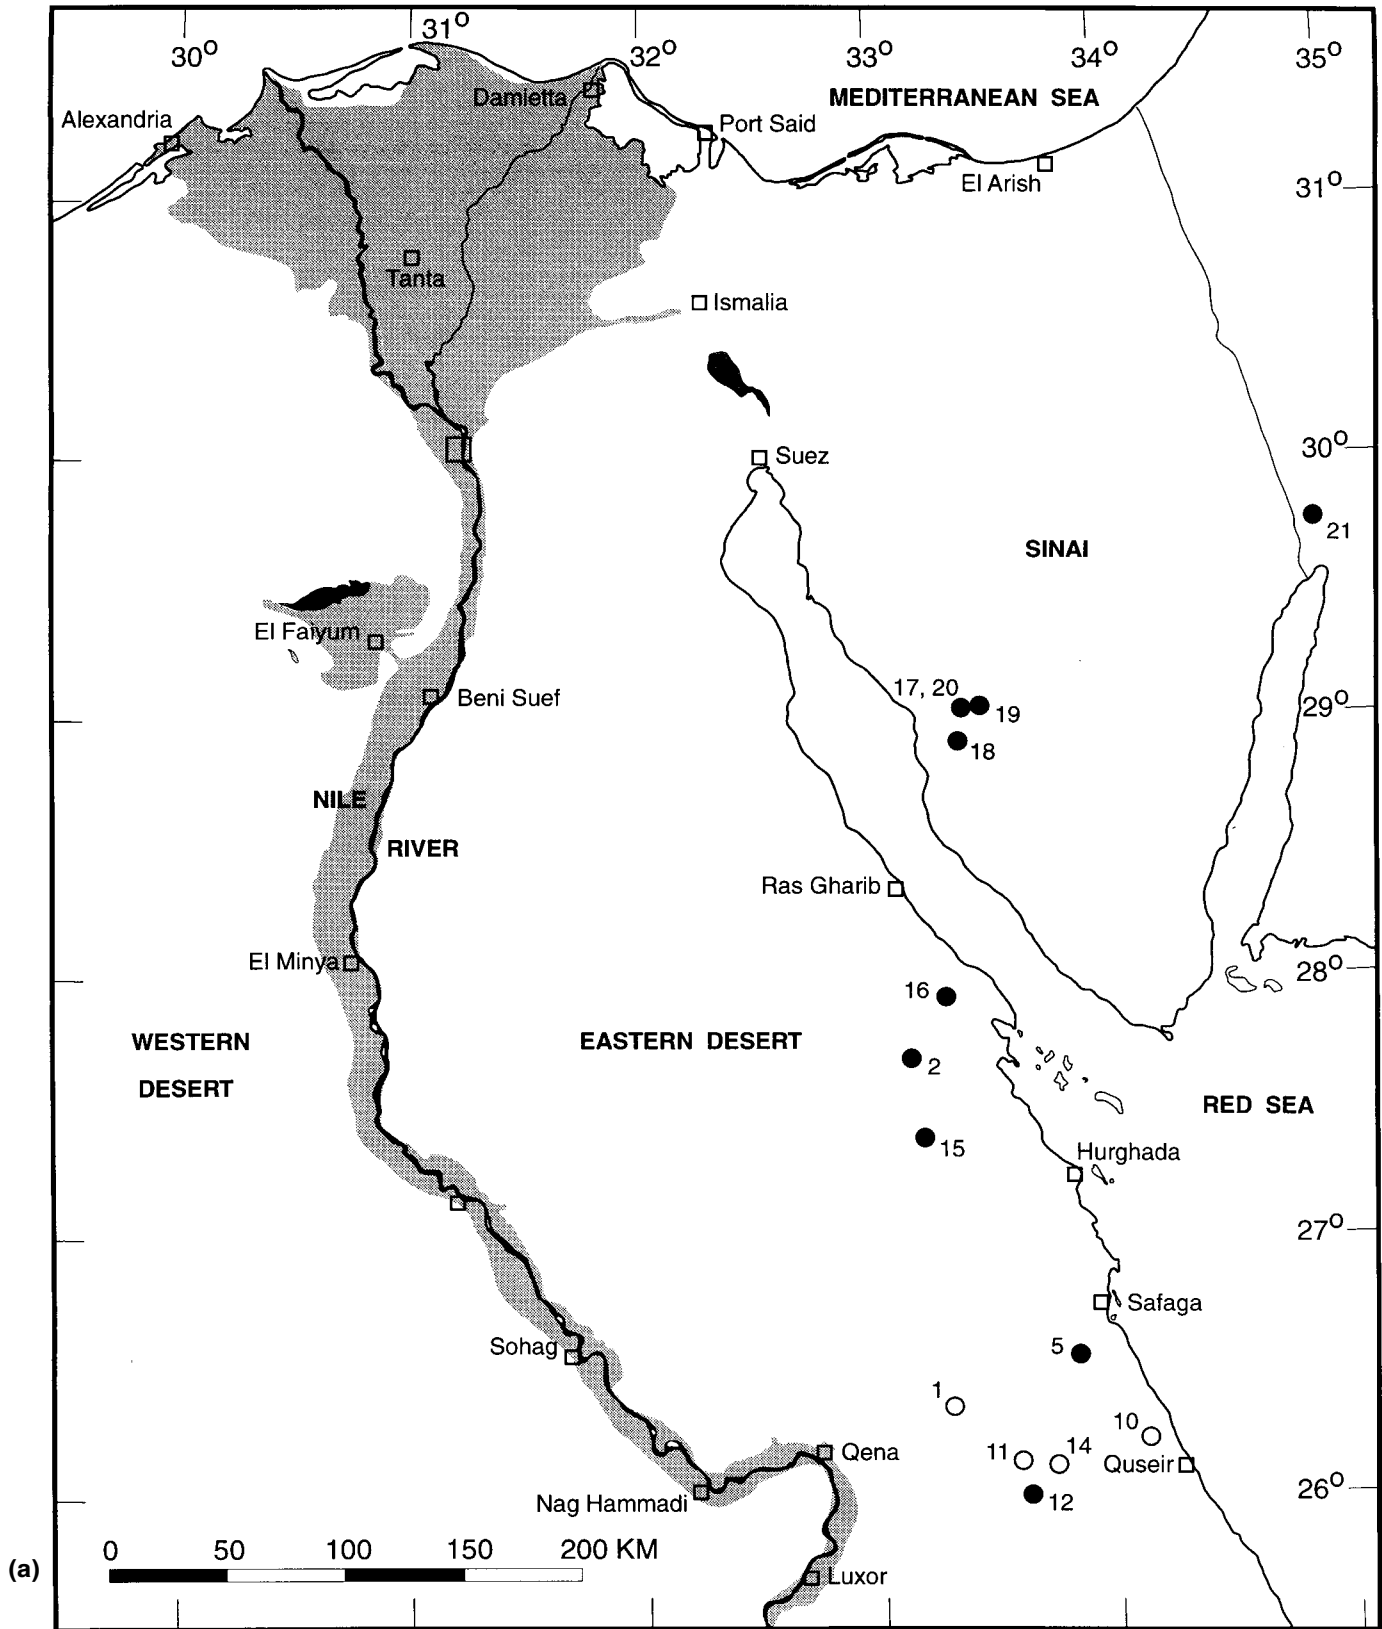 31°
30°
32°
33°
34°
35°
Damietta
MEDITERRANEAN SEA
Alexandria
Port Said
El Arish
31°
Tanta
Ismalia
30°
Suez
21
SINAI
El Faiyum
17, 20
19
29°
Beni Suef
18
NILE
RIVER
Ras Gharib
El Minya
28°
16
WESTERN
DESERT
EASTERN DESERT
2
RED SEA
15
Hurghada
27°
Safaga
Sohag
5
1
10
11
14
Quseir
Qena
26°
12
Nag Hammadi
0 50 100 150 200 KM
(a)
Luxor